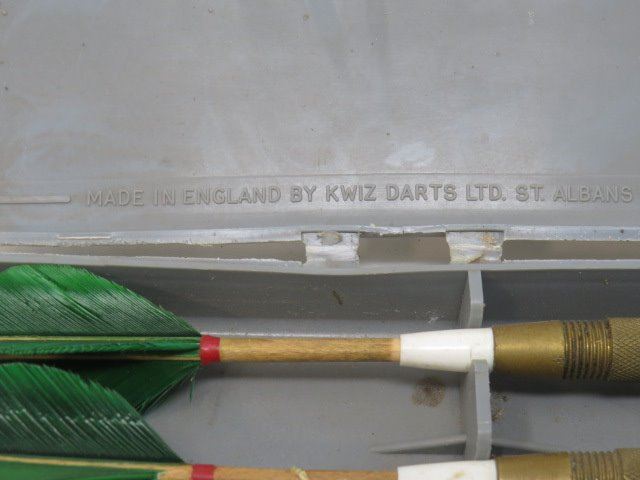 MADE IN ENGLAND BY KWIZ DARTS LTD. ST. ALBANS